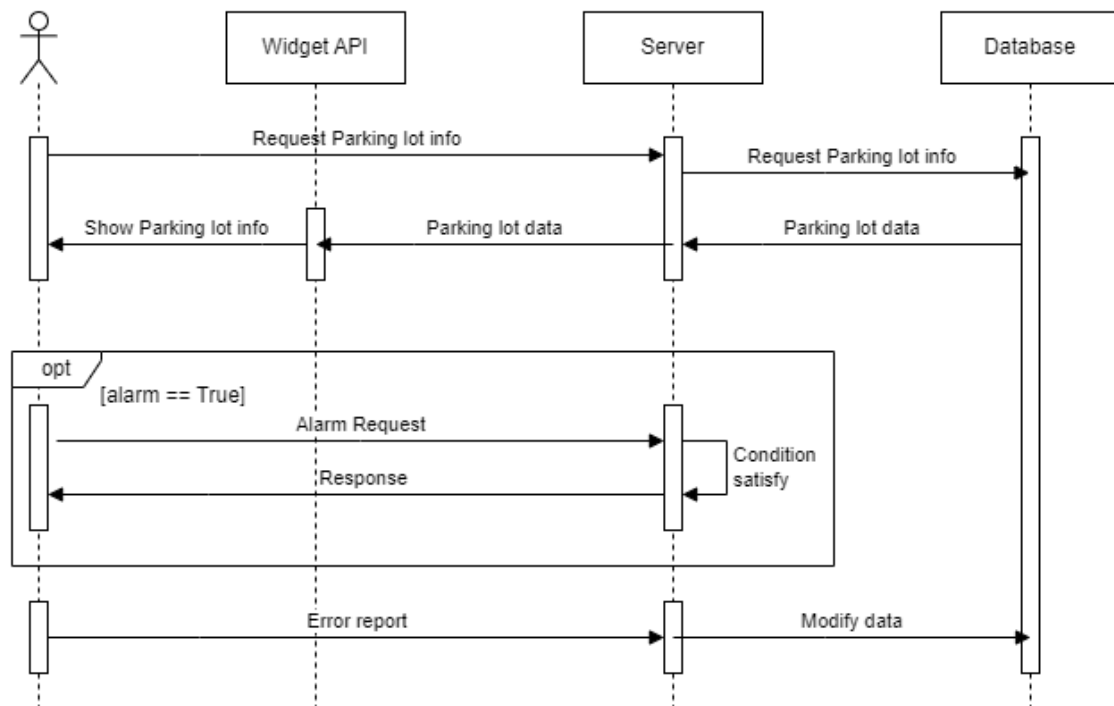 Widget API
Server
Database
Request Parking lot info
Request Parking lot info
Show Parking lot info
Parking lot data
Parking lot data
opt
[alarm == True]
Alarm Request
Condition
satisfy
Response
Error report
Modify data